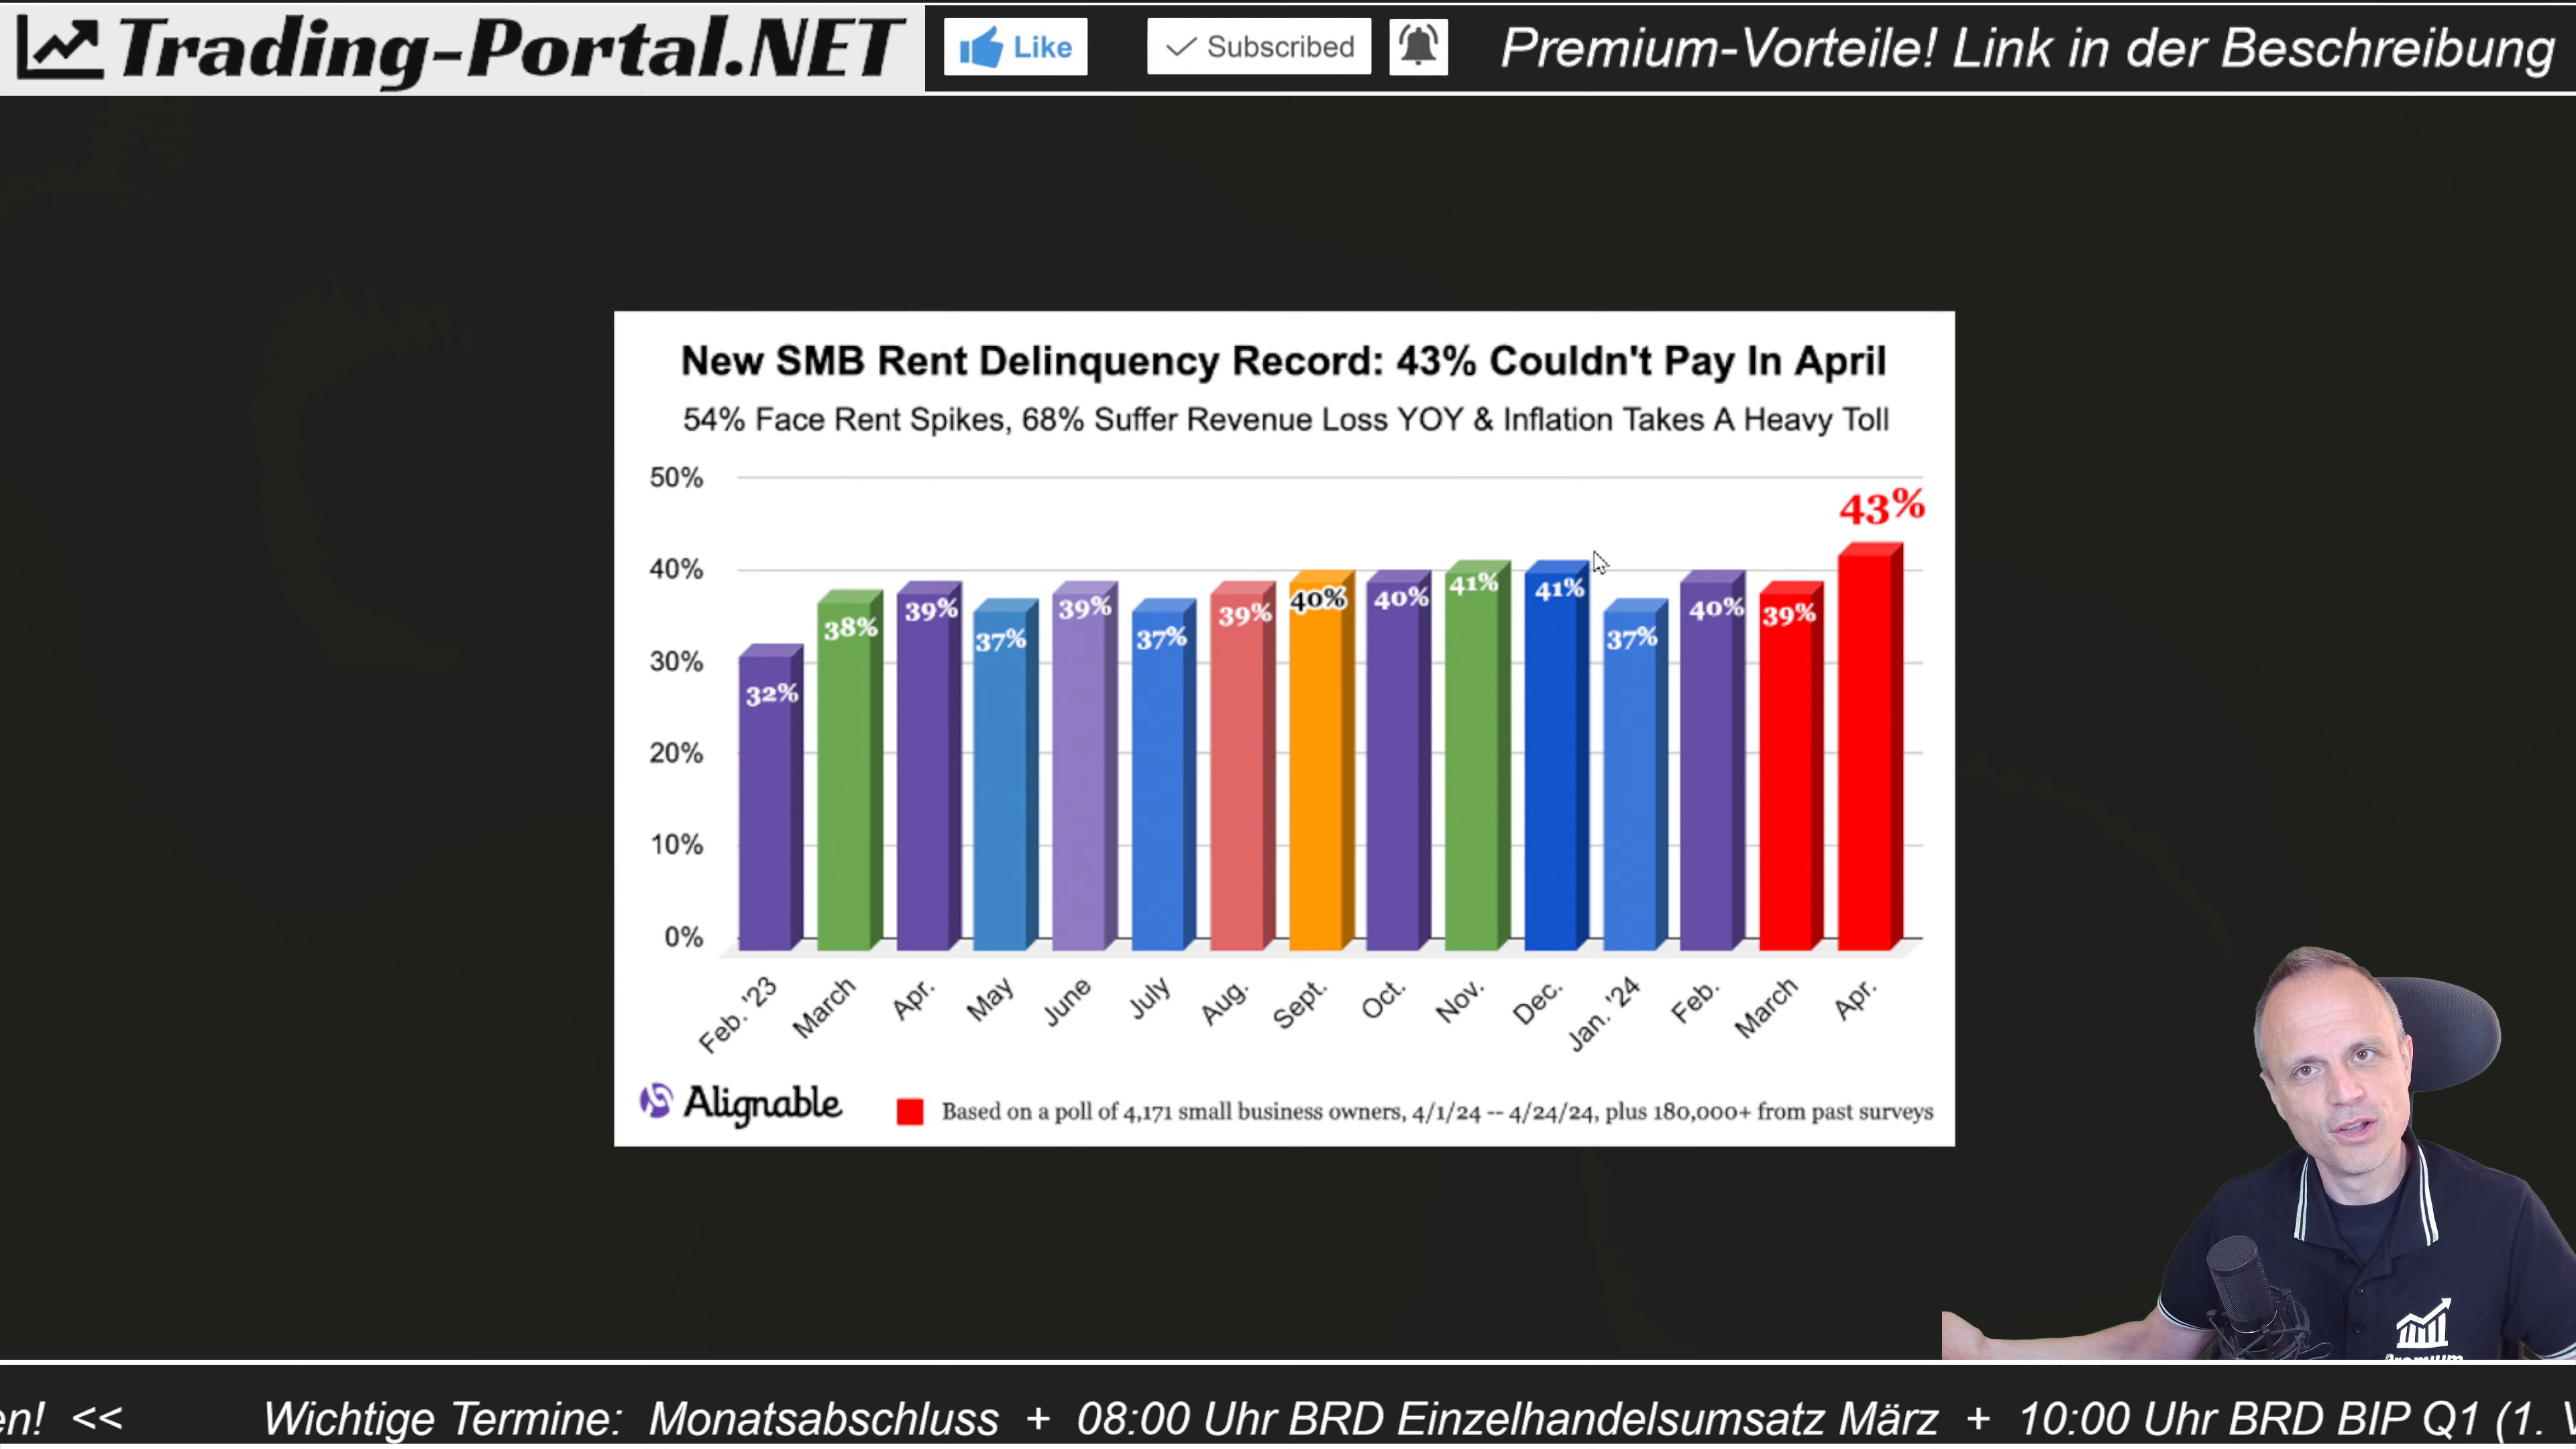 Trading-Portal.NET
Like
Subscribed
Premium-Vorteile! Link in der Beschreibung
New SMB Rent Delinquency Record: 43% Couldn't Pay In April
54% Face Rent Spikes, 68% Suffer Revenue Loss YOY & Inflation Takes A Heavy Toll
50%
40%
30%
20%
10%
0%
32%
38%
39%
37%
39%
37%
39%
40%
40%
41%
41%
37%
40%
39%
43%
Feb. '23
March
Apr.
May
June
July
Aug.
Sept.
Oct.
Nov.
Dec.
Jan. '24
Feb.
March
Apr.
Alignable
Based on a poll of 4,171 small business owners, 4/1/24 -- 4/24/24, plus 180,000+ from past surveys
en! << Wichtige Termine: Monatsabschluss + 08:00 Uhr BRD Einzelhandelsumsatz März + 10:00 Uhr BRD BIP Q1 (1.